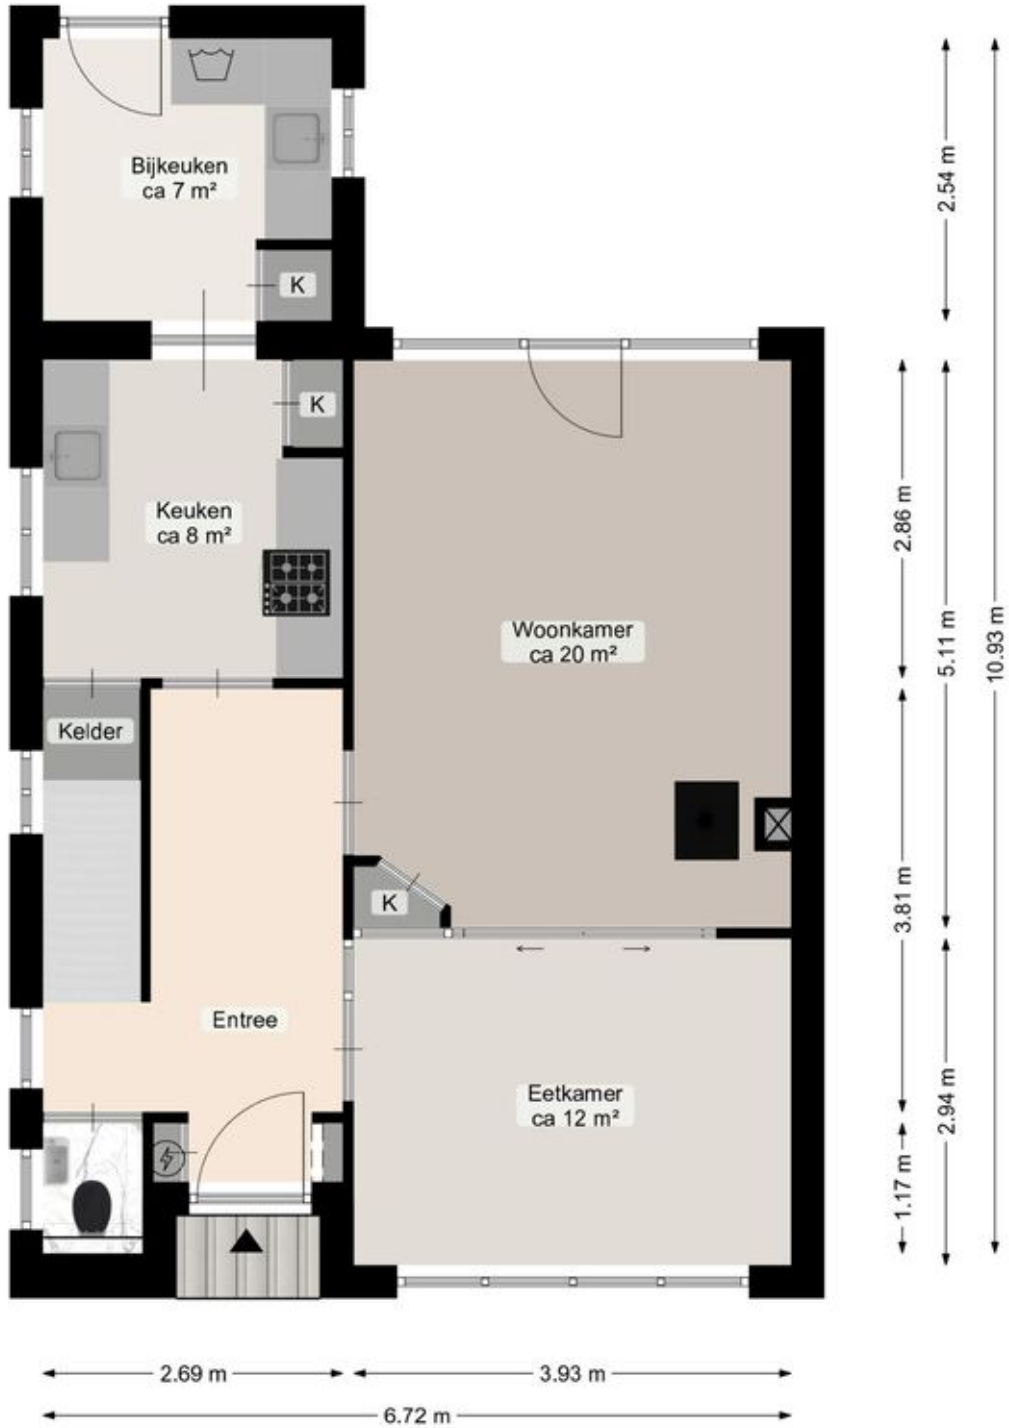 Bijkeuken
ca 7 m²
K
K
Keuken
ca 8 m²
Woonkamer
ca 20 m²
Kelder
K
Entree
Eetkamer
ca 12 m²
2.54 m
2.86 m
5.11 m
10.93 m
3.81 m
2.94 m
1.17 m
2.69 m
3.93 m
6.72 m